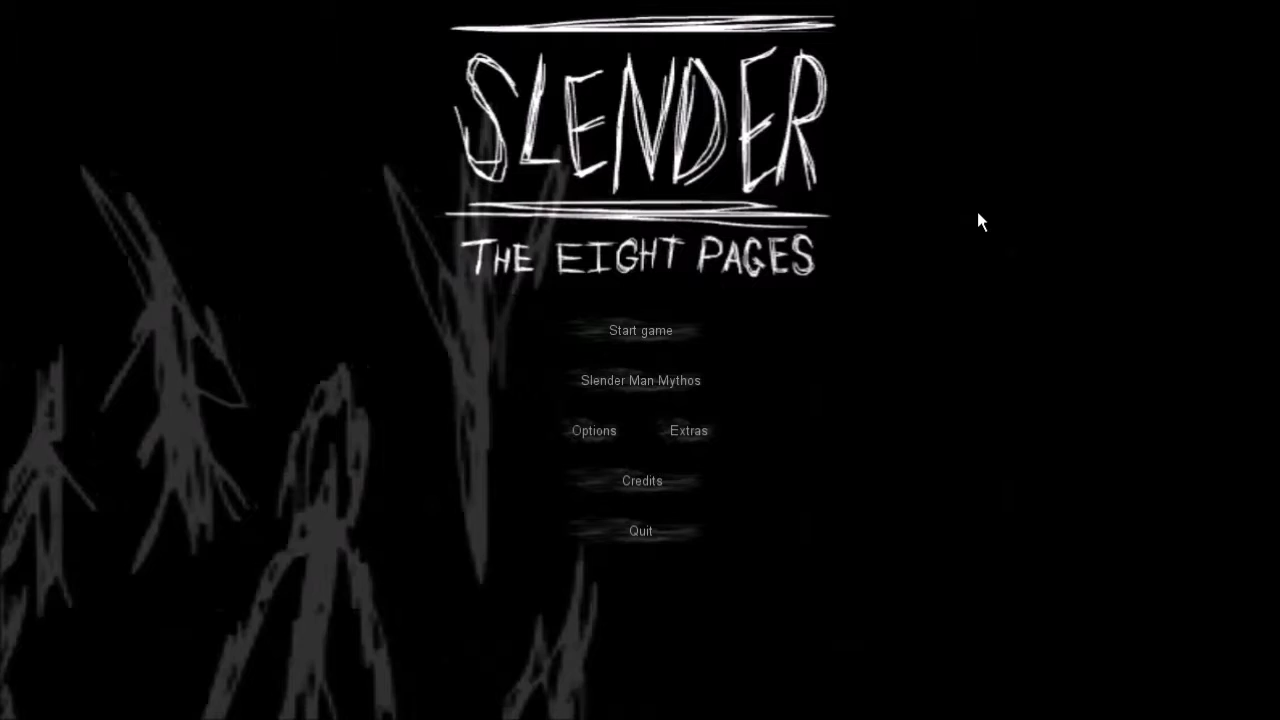 SLENDER
THE EIGHT PAGES
Start game
Slender Man Mythos
Options Extras
Credits
Quit